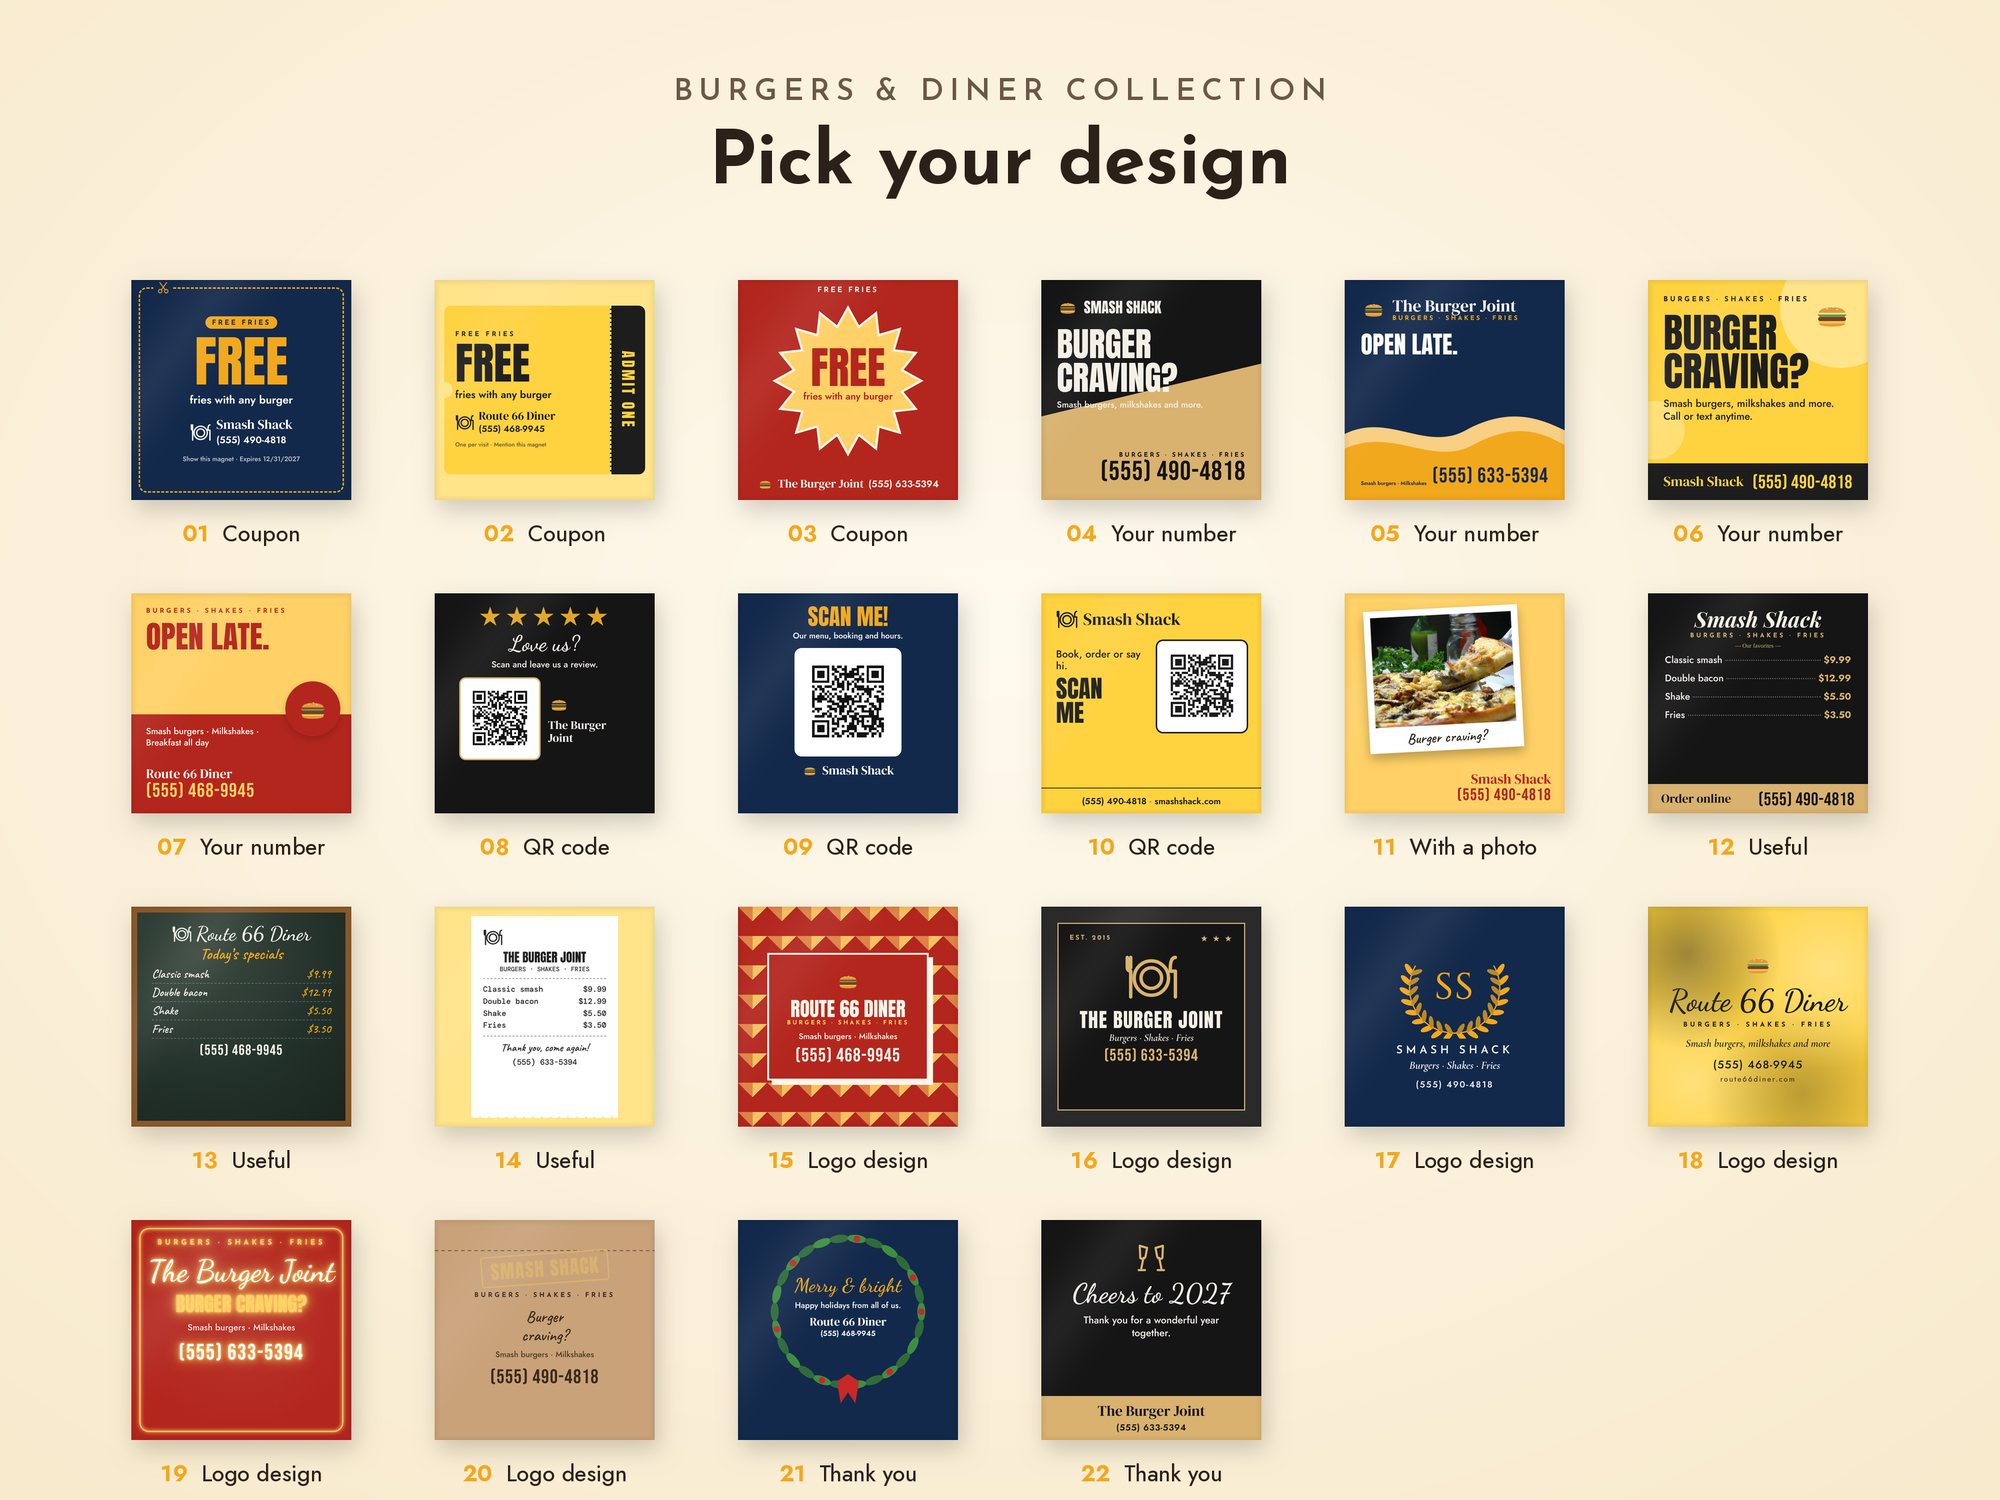 BURGERS & DINER COLLECTION
Pick your design
FREE FRIES
FREE
fries with any burger
Smash Shack
(555) 490-4818
Show this magnet · Expires 12/31/2027
01 Coupon
FREE FRIES
FREE
fries with any burger
Route 66 Diner
(555) 468-9945
One per visit · Mention this magnet
ADMIT ONE
02 Coupon
FREE FRIES
FREE
fries with any burger
The Burger Joint (555) 633-5394
03 Coupon
SMASH SHACK
BURGER
CRAVING?
Smash burgers, milkshakes and more.
BURGERS · SHAKES · FRIES
(555) 490-4818
04 Your number
The Burger Joint
BURGERS · SHAKES · FRIES
OPEN LATE.
Smash burgers · Milkshakes (555) 633-5394
05 Your number
BURGERS · SHAKES · FRIES
BURGER
CRAVING?
Smash burgers, milkshakes and more.
Call or text anytime.
Smash Shack (555) 490-4818
06 Your number
BURGERS · SHAKES · FRIES
OPEN LATE.
Smash burgers · Milkshakes ·
Breakfast all day
Route 66 Diner
(555) 468-9945
07 Your number
Love us?
Scan and leave us a review.
The Burger
Joint
08 QR code
SCAN ME!
Our menu, booking and hours.
Smash Shack
09 QR code
Smash Shack
Book, order or say
hi.
SCAN
ME
(555) 490-4818 · smashshack.com
10 QR code
Burger craving?
Smash Shack
(555) 490-4818
11 With a photo
Smash Shack
BURGERS · SHAKES · FRIES
— Our favorites —
Classic smash $9.99
Double bacon $12.99
Shake $5.50
Fries $3.50
Order online (555) 490-4818
12 Useful
Route 66 Diner
Today's specials
Classic smash $9.99
Double bacon $12.99
Shake $5.50
Fries $3.50
(555) 468-9945
13 Useful
THE BURGER JOINT
BURGERS · SHAKES · FRIES
Classic smash $9.99
Double bacon $12.99
Shake $5.50
Fries $3.50
Thank you, come again!
(555) 633-5394
14 Useful
ROUTE 66 DINER
BURGERS · SHAKES · FRIES
Smash burgers · Milkshakes
(555) 468-9945
15 Logo design
EST. 2015
THE BURGER JOINT
Burgers · Shakes · Fries
(555) 633-5394
16 Logo design
SS
SMASH SHACK
Burgers · Shakes · Fries
(555) 490-4818
17 Logo design
Route 66 Diner
BURGERS · SHAKES · FRIES
Smash burgers, milkshakes and more
(555) 468-9945
route66diner.com
18 Logo design
BURGERS · SHAKES · FRIES
The Burger Joint
BURGER CRAVING?
Smash burgers · Milkshakes
(555) 633-5394
19 Logo design
SMASH SHACK
BURGERS · SHAKES · FRIES
Burger
craving?
Smash burgers · Milkshakes
(555) 490-4818
20 Logo design
Merry & bright
Happy holidays from all of us.
Route 66 Diner
(555) 468-9945
21 Thank you
Cheers to 2027
Thank you for a wonderful year
together.
The Burger Joint
(555) 633-5394
22 Thank you